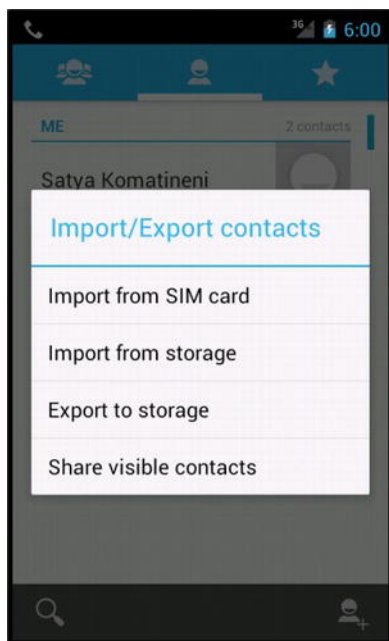 3G 6:00
ME 2 contacts
Satya Komatineni
Import/Export contacts
Import from SIM card
Import from storage
Export to storage
Share visible contacts